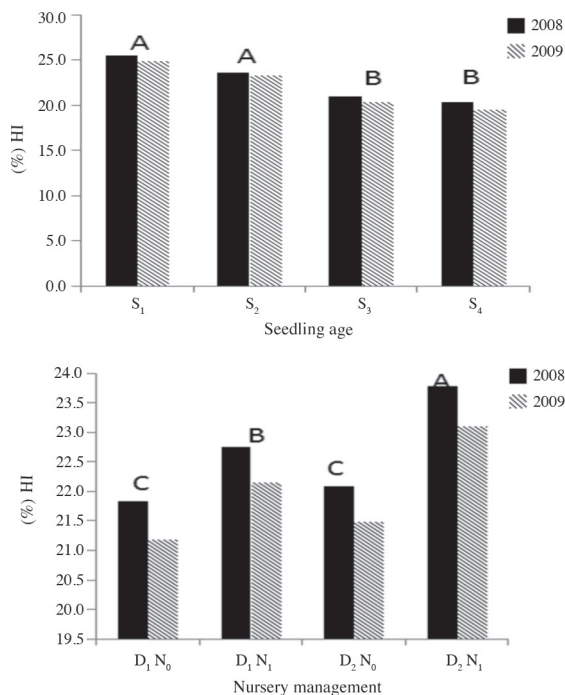 30.0
25.0
20.0
15.0
10.0
5.0
0.0
(%) HI
A
A
B
B
2008
2009
S₁ S₂ S₃ S₄
Seedling age
24.0
23.5
23.0
22.5
22.0
21.5
21.0
20.5
20.0
19.5
(%) HI
C
B
C
A
2008
2009
D₁ N₀ D₁ N₁ D₂ N₀ D₂ N₁
Nursery management